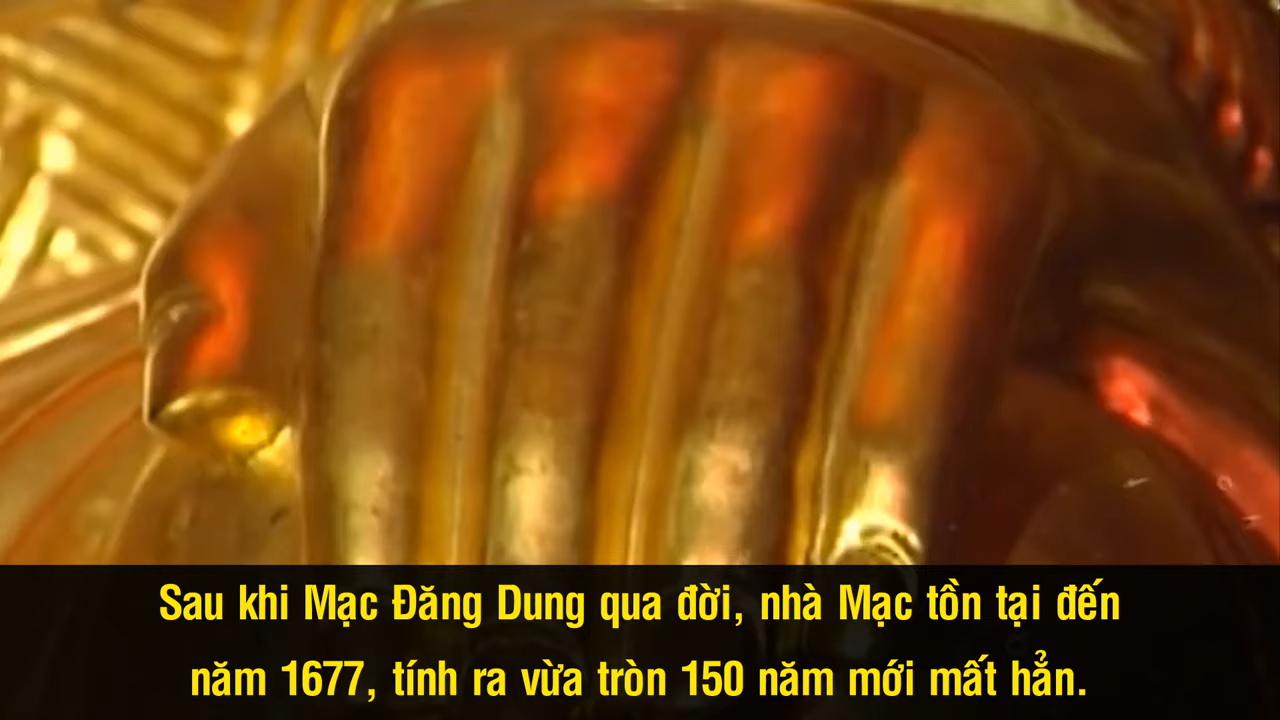 Sau khi Mạc Đăng Dung qua đời, nhà Mạc tồn tại đến
năm 1677, tính ra vừa tròn 150 năm mới mất hẳn.